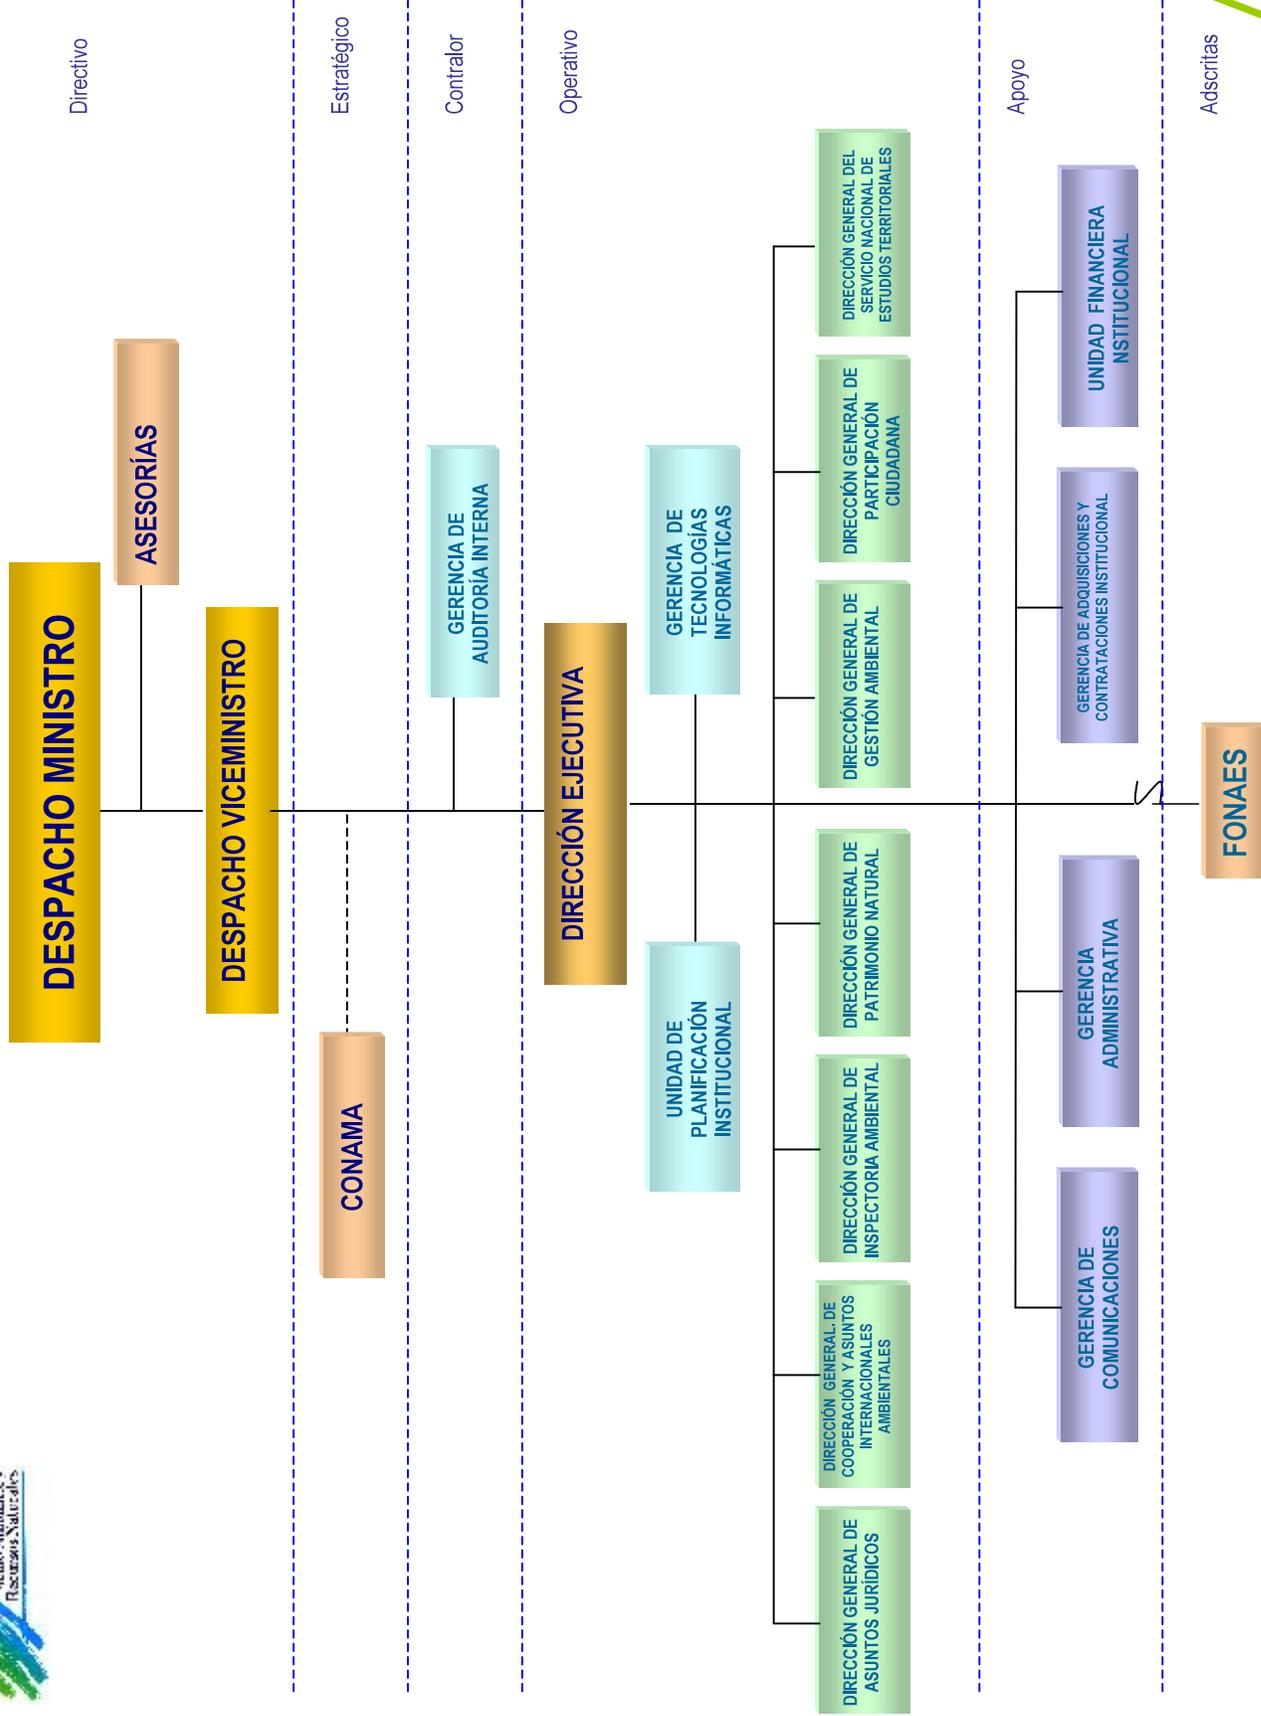 Recursos Naturales
DESPACHO MINISTRO
Directivo
ASESORÍAS
DESPACHO VICEMINISTRO
CONAMA
Estratégico
GERENCIA DE
AUDITORÍA INTERNA
Contralor
DIRECCIÓN EJECUTIVA
Operativo
UNIDAD DE
PLANIFICACIÓN
INSTITUCIONAL
GERENCIA DE
TECNOLOGÍAS
INFORMÁTICAS
DIRECCIÓN GENERAL DE
ASUNTOS JURÍDICOS
DIRECCIÓN GENERAL. DE
COOPERACIÓN Y ASUNTOS
INTERNACIONALES
AMBIENTALES
DIRECCIÓN GENERAL DE
INSPECTORIA AMBIENTAL
DIRECCIÓN GENERAL DE
PATRIMONIO NATURAL
DIRECCIÓN GENERAL DE
GESTIÓN AMBIENTAL
DIRECCIÓN GENERAL DE
PARTICIPACIÓN
CIUDADANA
DIRECCIÓN GENERAL DEL
SERVICIO NACIONAL DE
ESTUDIOS TERRITORIALES
Apoyo
GERENCIA DE
COMUNICACIONES
GERENCIA
ADMINISTRATIVA
GERENCIA DE ADQUISICIONES Y
CONTRATACIONES INSTITUCIONAL
UNIDAD FINANCIERA
NSTITUCIONAL
FONAES
Adscritas